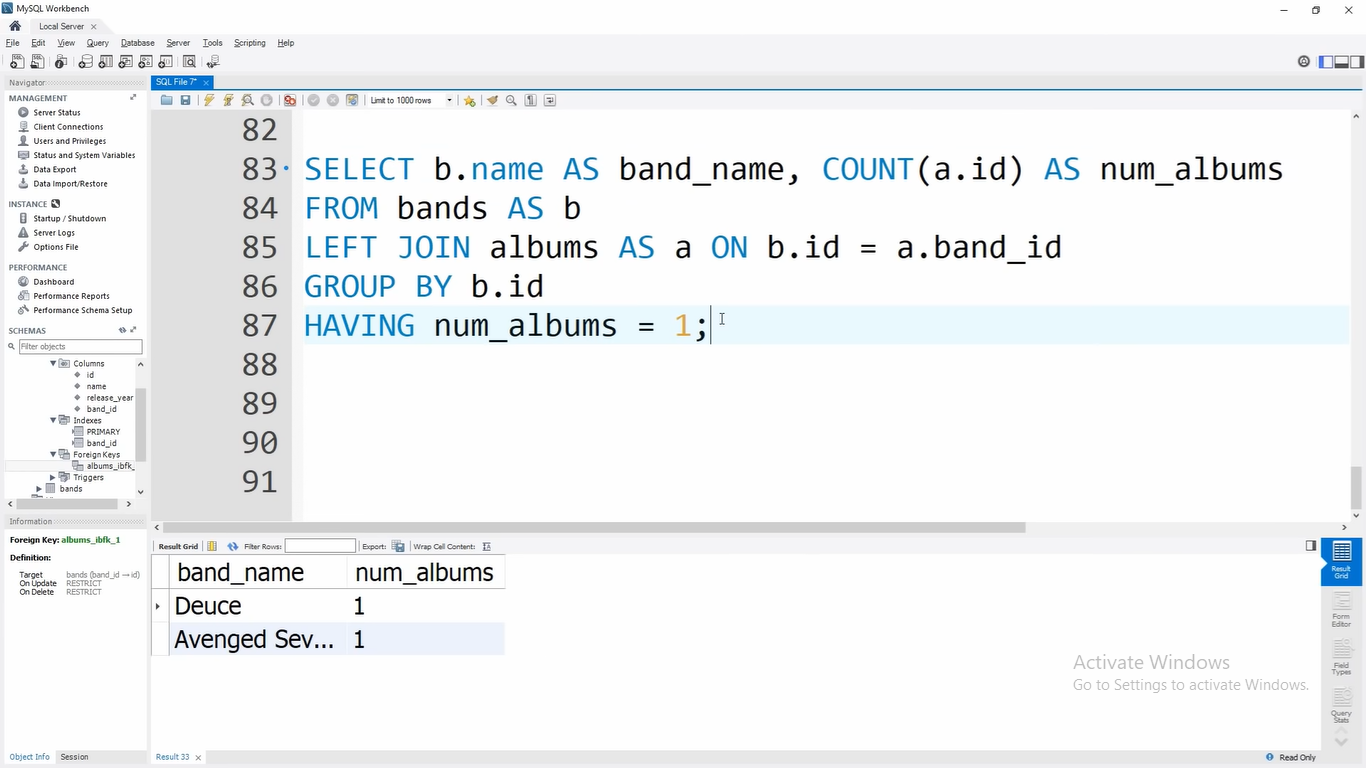 MySQL Workbench
Local Server
File Edit View Query Database Server Tools Scripting Help
Navigator
MANAGEMENT
Server Status
Client Connections
Users and Privileges
Status and System Variables
Data Export
Data Import/Restore
INSTANCE
Startup / Shutdown
Server Logs
Options File
PERFORMANCE
Dashboard
Performance Reports
Performance Schema Setup
SCHEMAS
Filter objects
Columns
id
name
release_year
band_id
Indexes
PRIMARY
band_id
Foreign Keys
albums_ibfk_
Triggers
bands
Information
Foreign Key: albums_ibfk_1
Definition:
Target bands (band_id → id)
On Update RESTRICT
On Delete RESTRICT
Object Info Session
SQL File 7*
Limit to 1000 rows
82
83 SELECT b.name AS band_name, COUNT(a.id) AS num_albums
84 FROM bands AS b
85 LEFT JOIN albums AS a ON b.id = a.band_id
86 GROUP BY b.id
87 HAVING num_albums = 1;
88
89
90
91
Result Grid Filter Rows: Export: Wrap Cell Content:
band_name num_albums
Deuce 1
Avenged Sev... 1
Result Grid
Form Editor
Field Types
Query Stats
Activate Windows
Go to Settings to activate Windows.
Result 33
Read Only